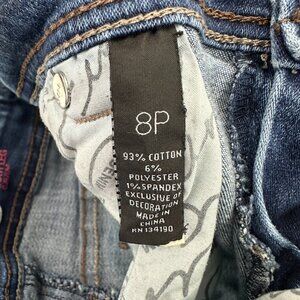 8P
93% COTTON
6%
POLYESTER
1% SPANDEX
EXCLUSIVE OF
DECORATION
MADE IN
CHINA
RN 134190